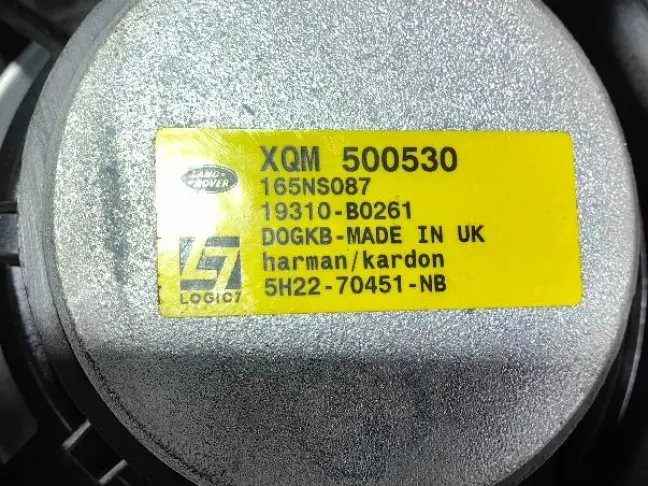 LAND ROVER
XQM 500530
165NS087
19310-B0261
DOGKB-MADE IN UK
harman/kardon
5H22-70451-NB
LOGIC7